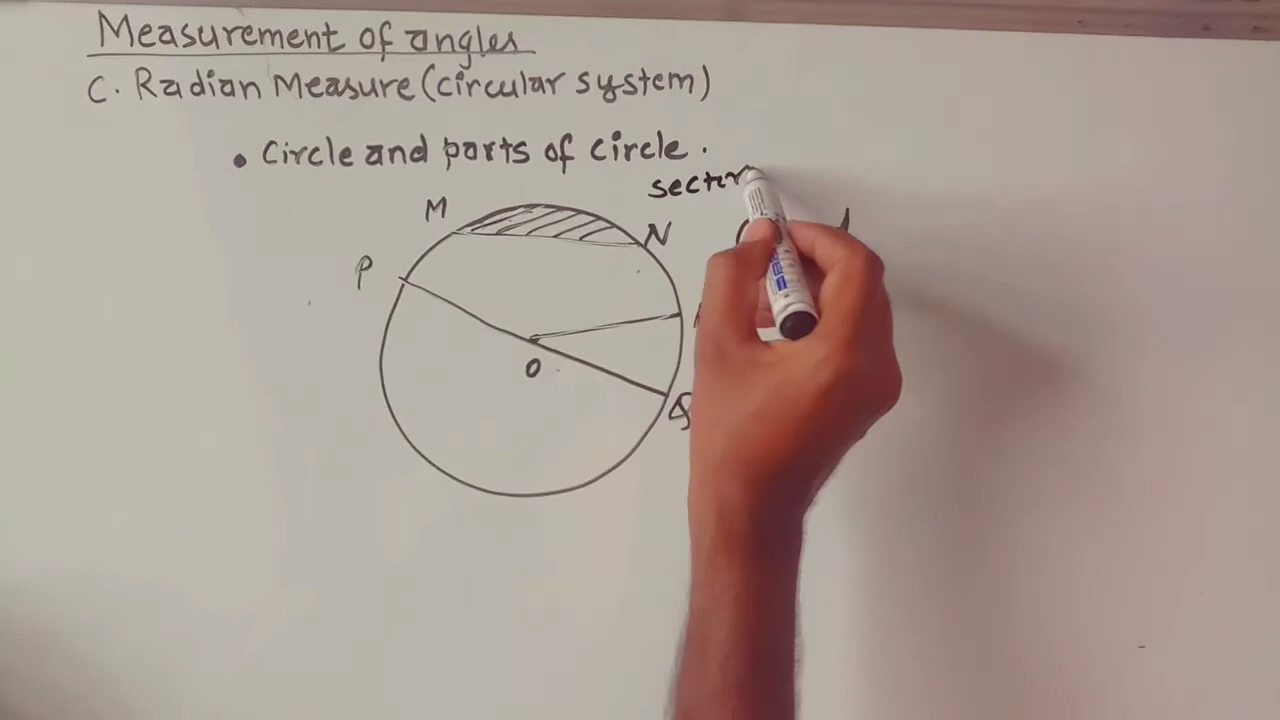 Measurement of angles
C. Radian Measure (circular system)
• Circle and parts of circle.
sector
M
N
P
O
Q